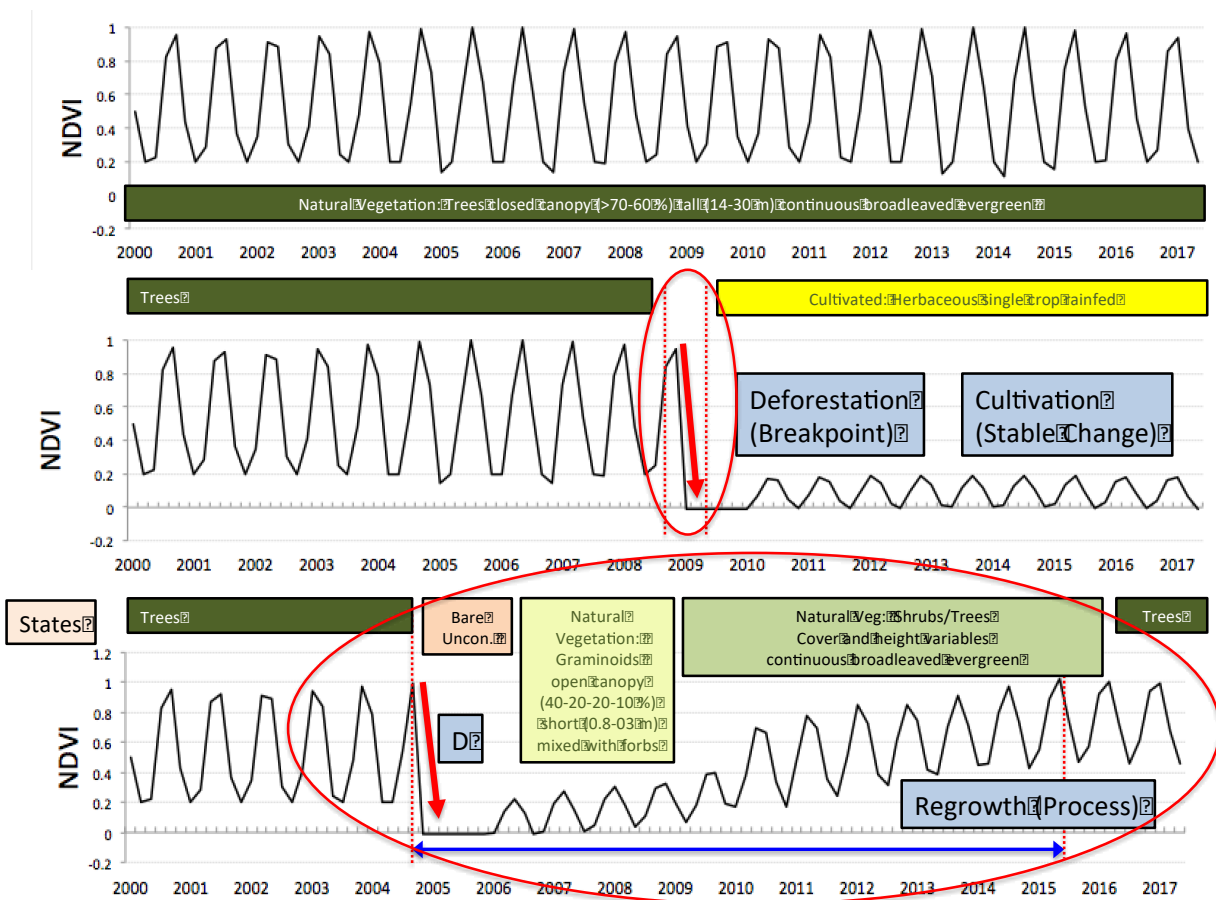 1
0.8
0.6
0.4
0.2
0
-0.2
NDVI
Natural Vegetation: Trees closed canopy (>70-60 %) tall (14-30 m) continuous broadleaved evergreen
2000 2001 2002 2003 2004 2005 2006 2007 2008 2009 2010 2011 2012 2013 2014 2015 2016 2017
Trees
Cultivated: Herbaceous single crop rainfed
1
0.8
0.6
0.4
0.2
0
-0.2
NDVI
Deforestation
(Breakpoint)
Cultivation
(Stable Change)
2000 2001 2002 2003 2004 2005 2006 2007 2008 2009 2010 2011 2012 2013 2014 2015 2016 2017
States
Trees
Bare
Uncon.
Natural
Vegetation:
Graminoids
open canopy
(40-20-20-10 %)
short (0.8-03 m)
mixed with forbs
Natural Veg: Shrubs/Trees
Cover and height variables
continuous broadleaved evergreen
Trees
1.2
1
0.8
0.6
0.4
0.2
0
-0.2
NDVI
D
Regrowth (Process)
2000 2001 2002 2003 2004 2005 2006 2007 2008 2009 2010 2011 2012 2013 2014 2015 2016 2017